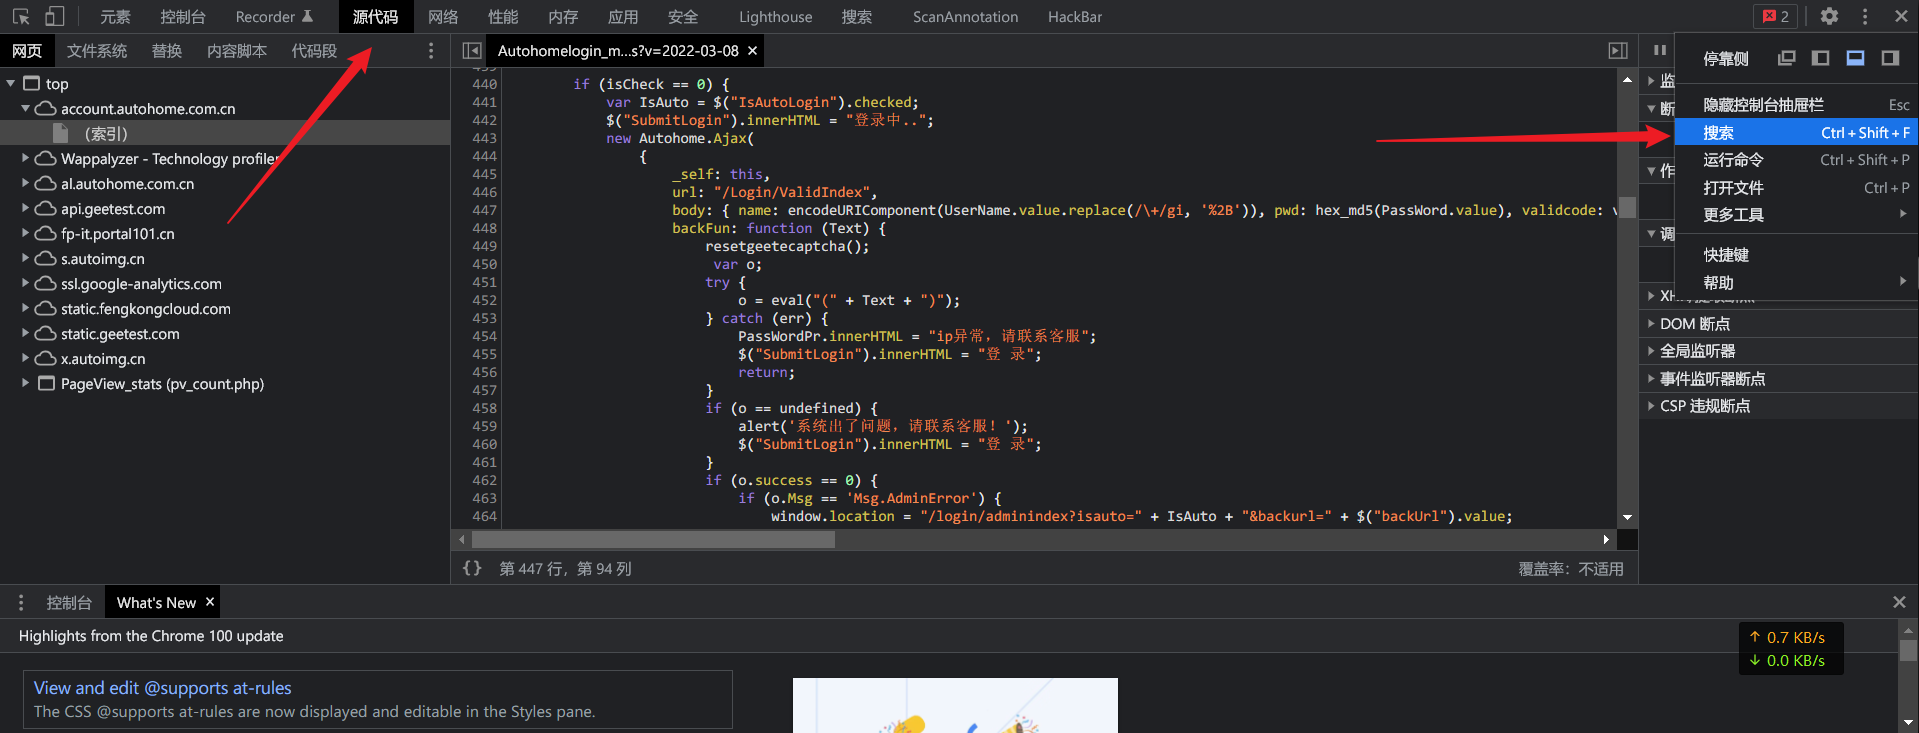 元素 控制台 Recorder 源代码 网络 性能 内存 应用 安全 Lighthouse 搜索 ScanAnnotation HackBar 2
网页 文件系统 替换 内容脚本 代码段
Autohomelogin_m...s?v=2022-03-08 ×
top
account.autohome.com.cn
（索引）
Wappalyzer - Technology profiler
al.autohome.com.cn
api.geetest.com
fp-it.portal101.cn
s.autoimg.cn
ssl.google-analytics.com
static.fengkongcloud.com
static.geetest.com
x.autoimg.cn
PageView_stats (pv_count.php)
440 if (isCheck == 0) {
441 var IsAuto = $("IsAutoLogin").checked;
442 $("SubmitLogin").innerHTML = "登录中..";
443 new Autohome.Ajax(
444 {
445 _self: this,
446 url: "/Login/ValidIndex",
447 body: { name: encodeURIComponent(UserName.value.replace(/\+/gi, '%2B')), pwd: hex_md5(PassWord.value), validcode: v
448 backFun: function (Text) {
449 resetgeetecaptcha();
450 var o;
451 try {
452 o = eval("(" + Text + ")");
453 } catch (err) {
454 PassWordPr.innerHTML = "ip异常，请联系客服";
455 $("SubmitLogin").innerHTML = "登 录";
456 return;
457 }
458 if (o == undefined) {
459 alert('系统出了问题，请联系客服！');
460 $("SubmitLogin").innerHTML = "登 录";
461 }
462 if (o.success == 0) {
463 if (o.Msg == 'Msg.AdminError') {
464 window.location = "/login/adminindex?isauto=" + IsAuto + "&backurl=" + $("backUrl").value;
{} 第 447 行，第 94 列
覆盖率：不适用
停靠侧
隐藏控制台抽屉栏 Esc
搜索 Ctrl + Shift + F
运行命令 Ctrl + Shift + P
打开文件 Ctrl + P
更多工具
快捷键
帮助
监
断
作
调
DOM 断点
全局监听器
事件监听器断点
CSP 违规断点
控制台 What's New ×
Highlights from the Chrome 100 update
↑ 0.7 KB/s
↓ 0.0 KB/s
View and edit @supports at-rules
The CSS @supports at-rules are now displayed and editable in the Styles pane.